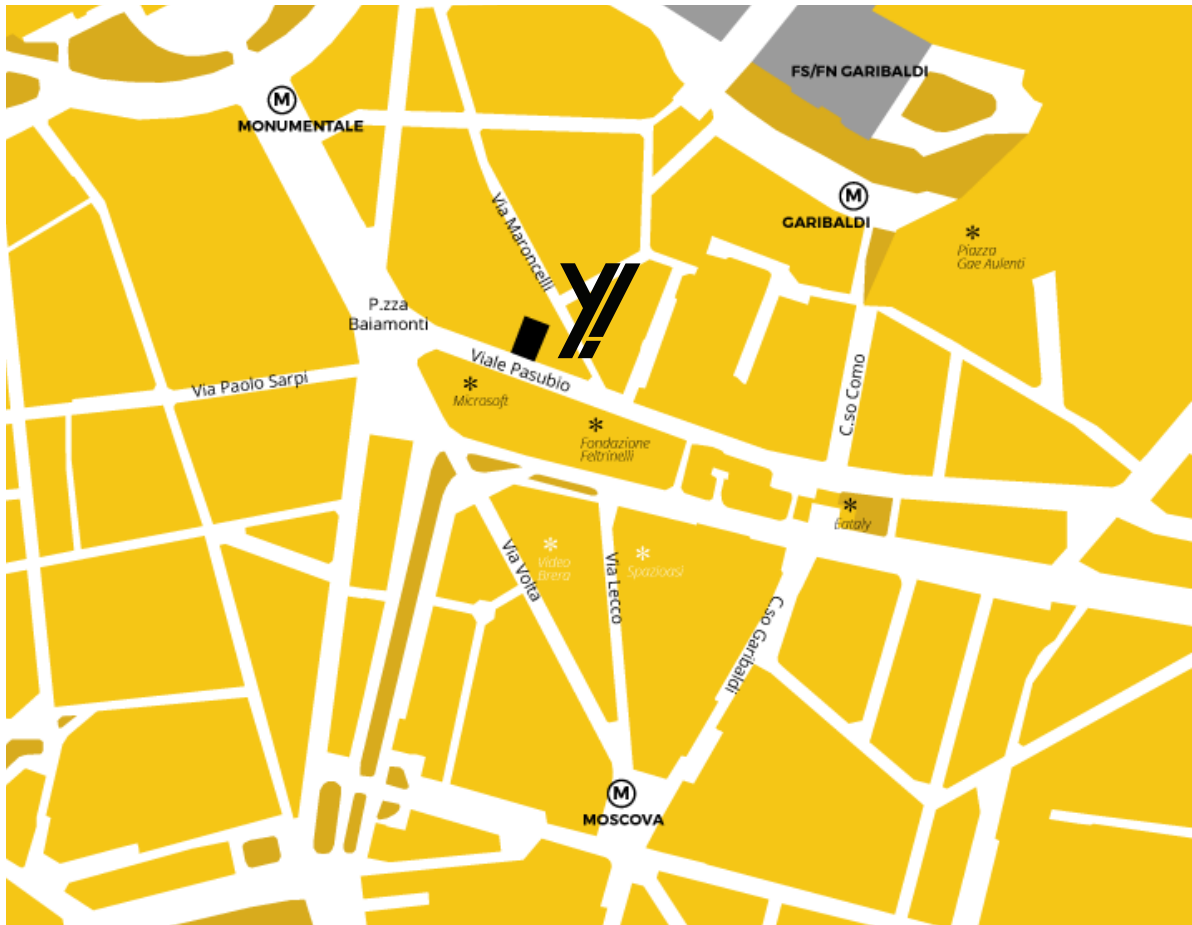 FS/FN GARIBALDI
M
MONUMENTALE
M
GARIBALDI
Via Maroncelli
Piazza
Gae Aulenti
P.zza
Baiamonti
Viale Pasubio
Via Paolo Sarpi
Microsoft
C.so Como
Fondazione
Feltrinelli
Eataly
Via Volta
Video
Brera
Via Lecco
Spazioasi
C.so Garibaldi
M
MOSCOVA